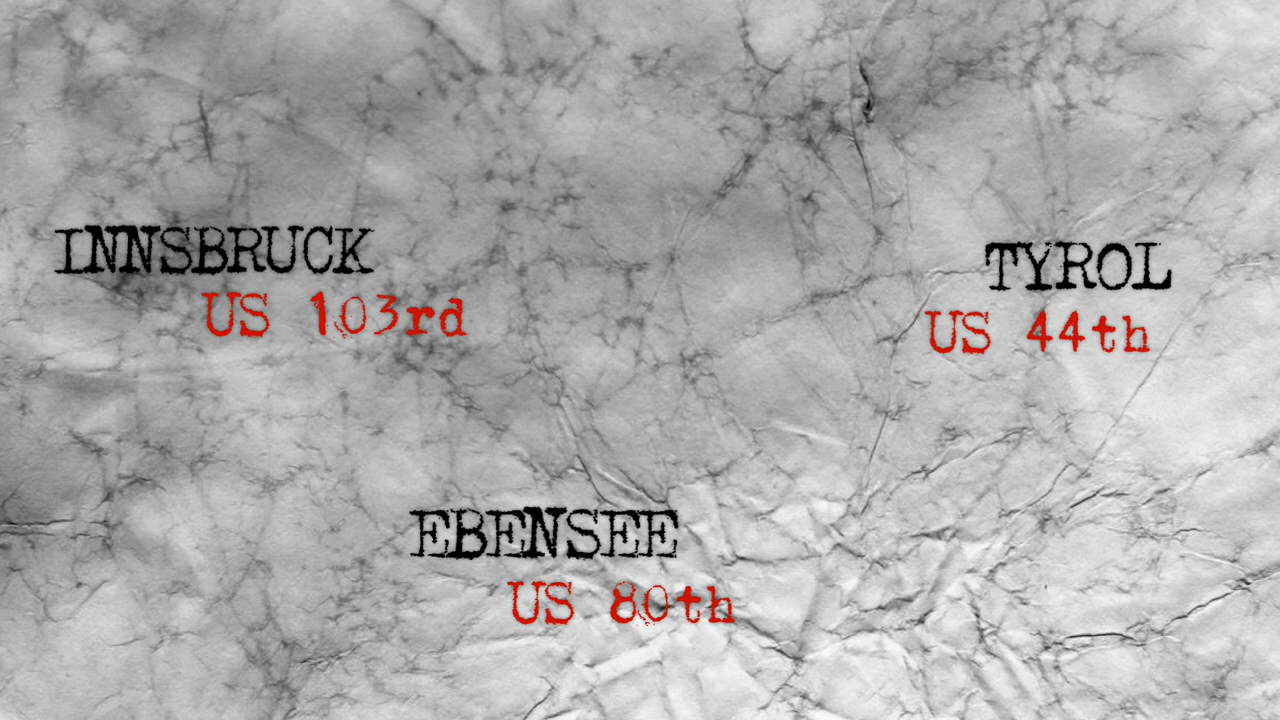 INNSBRUCK
US 103rd
TYROL
US 44th
EBENSEE
US 80th